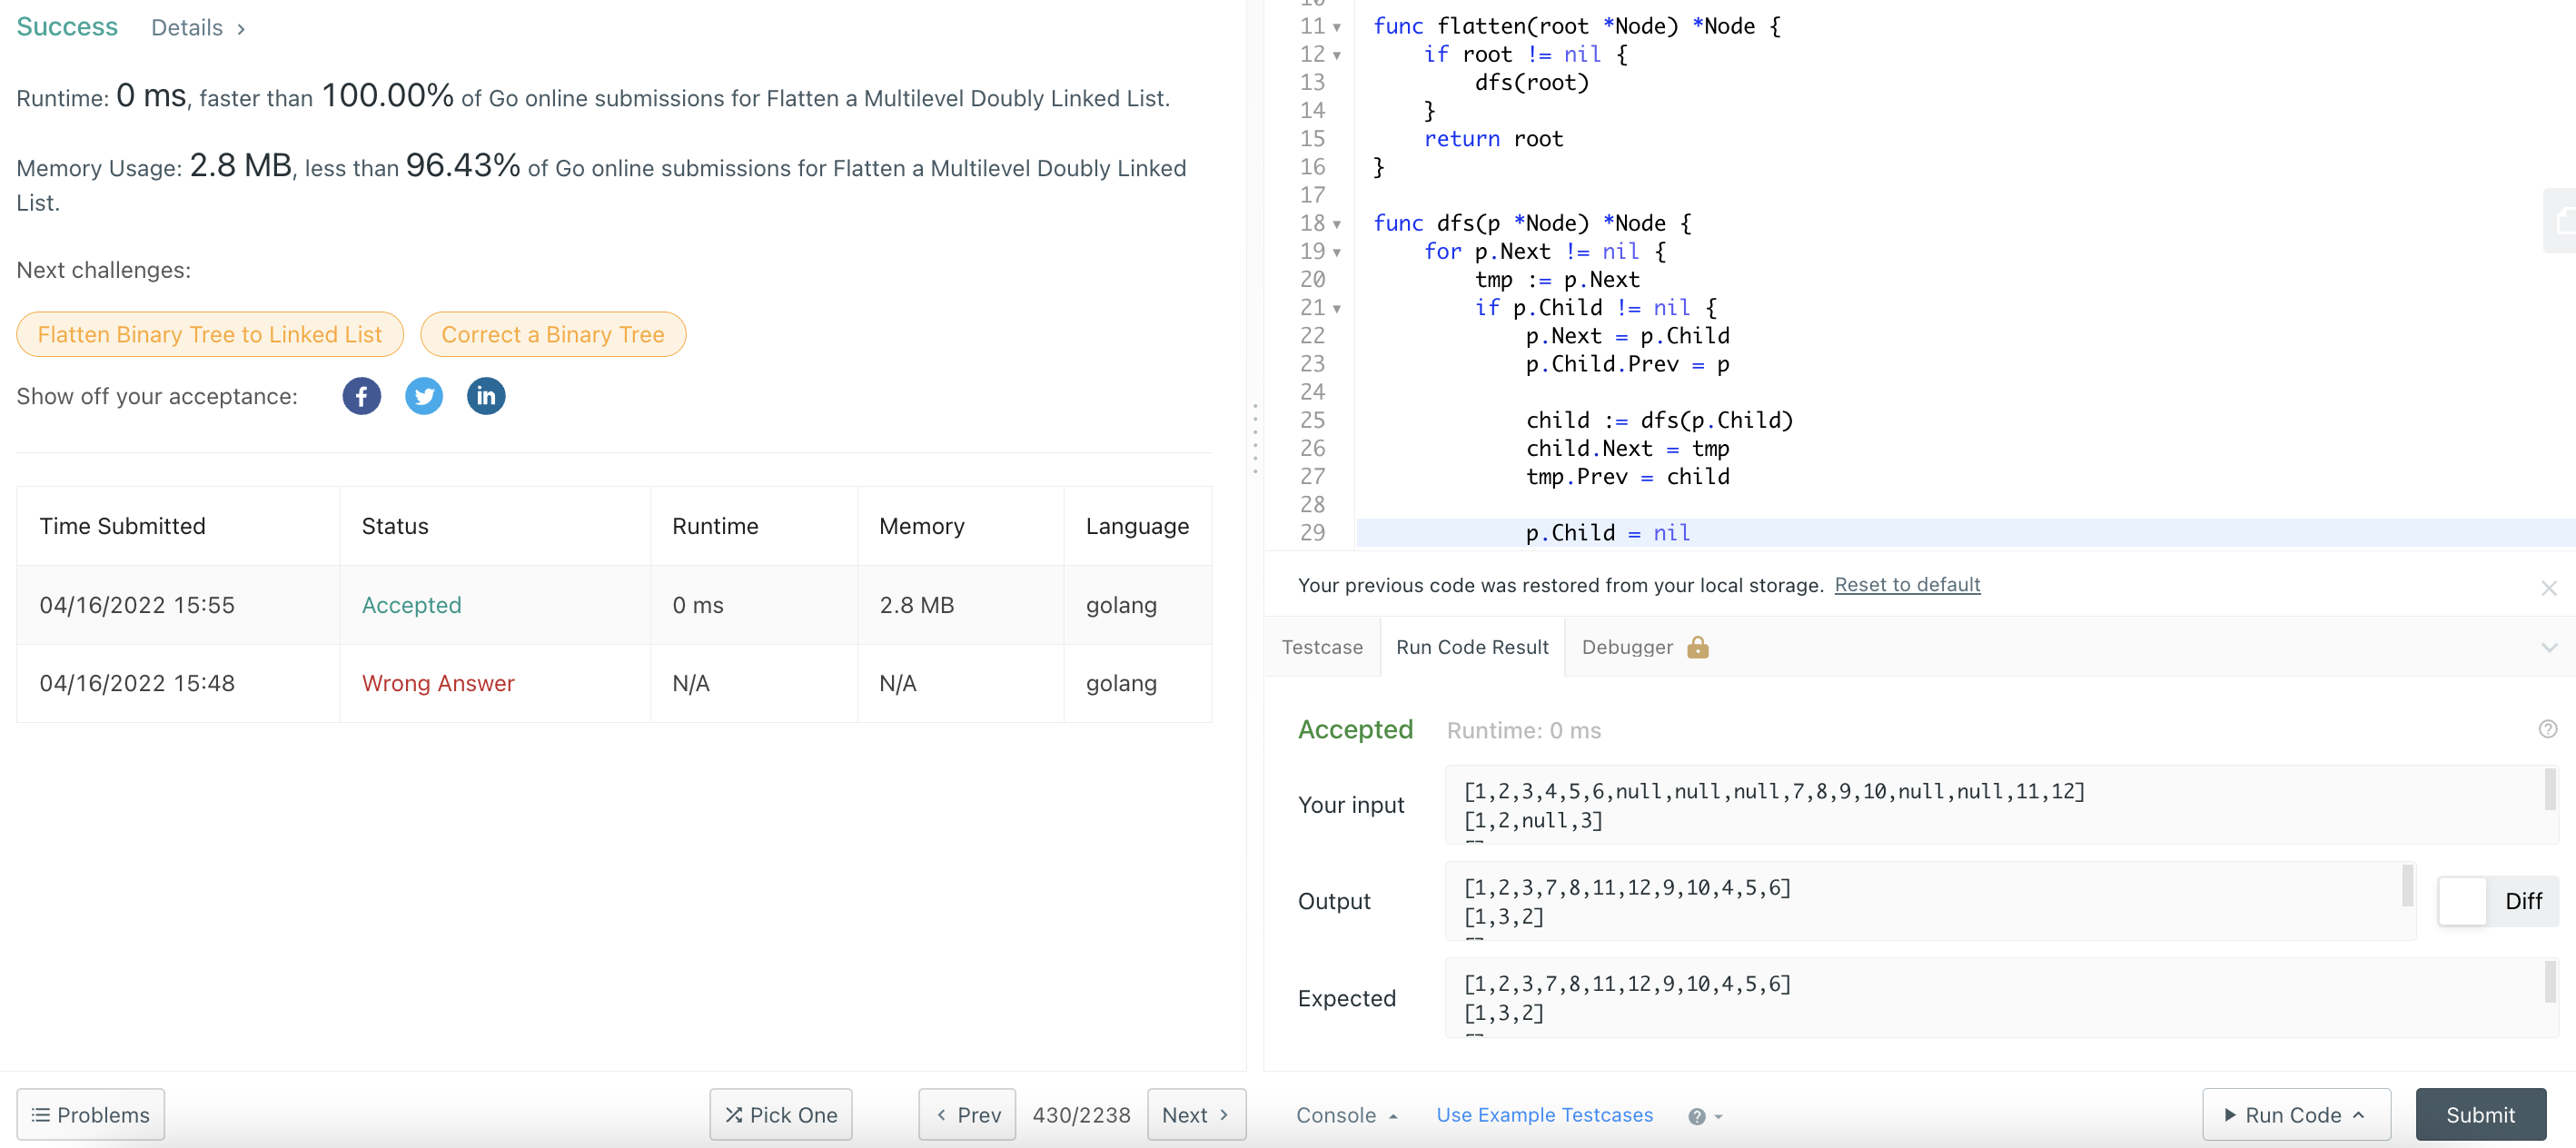 Success Details
Runtime: 0 ms, faster than 100.00% of Go online submissions for Flatten a Multilevel Doubly Linked List.
Memory Usage: 2.8 MB, less than 96.43% of Go online submissions for Flatten a Multilevel Doubly Linked
List.
Next challenges:
Flatten Binary Tree to Linked List Correct a Binary Tree
Show off your acceptance:
Time Submitted Status Runtime Memory Language
04/16/2022 15:55 Accepted 0 ms 2.8 MB golang
04/16/2022 15:48 Wrong Answer N/A N/A golang
11 func flatten(root *Node) *Node {
12 if root != nil {
13 dfs(root)
14 }
15 return root
16 }
17
18 func dfs(p *Node) *Node {
19 for p.Next != nil {
20 tmp := p.Next
21 if p.Child != nil {
22 p.Next = p.Child
23 p.Child.Prev = p
24
25 child := dfs(p.Child)
26 child.Next = tmp
27 tmp.Prev = child
28
29 p.Child = nil
Your previous code was restored from your local storage. Reset to default
Testcase Run Code Result Debugger
Accepted Runtime: 0 ms
Your input
[1,2,3,4,5,6,null,null,null,7,8,9,10,null,null,11,12]
[1,2,null,3]
Output
[1,2,3,7,8,11,12,9,10,4,5,6]
[1,3,2]
Diff
Expected
[1,2,3,7,8,11,12,9,10,4,5,6]
[1,3,2]
Problems Pick One Prev 430/2238 Next Console Use Example Testcases Run Code Submit